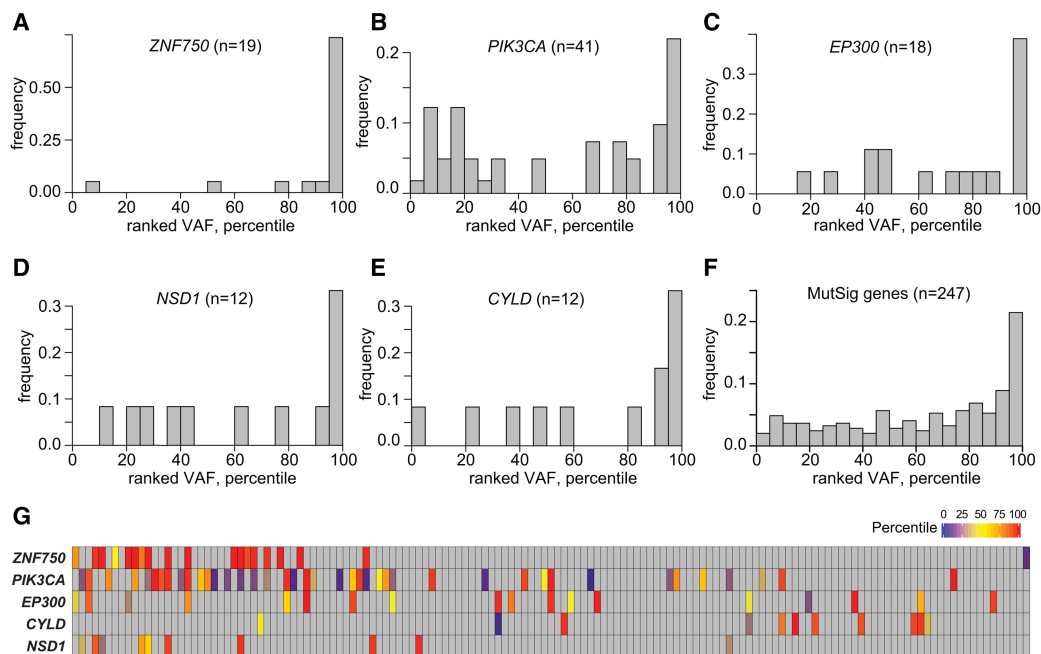 A
ZNF750 (n=19)
frequency
0.50
0.25
0.00
0 20 40 60 80 100
ranked VAF, percentile
B
PIK3CA (n=41)
frequency
0.2
0.1
0.0
0 20 40 60 80 100
ranked VAF, percentile
C
EP300 (n=18)
frequency
0.3
0.2
0.1
0.0
0 20 40 60 80 100
ranked VAF, percentile
D
NSD1 (n=12)
frequency
0.3
0.2
0.1
0.0
0 20 40 60 80 100
ranked VAF, percentile
E
CYLD (n=12)
frequency
0.3
0.2
0.1
0.0
0 20 40 60 80 100
ranked VAF, percentile
F
MutSig genes (n=247)
frequency
0.2
0.1
0.0
0 20 40 60 80 100
ranked VAF, percentile
G
Percentile
0 25 50 75 100
ZNF750
PIK3CA
EP300
CYLD
NSD1